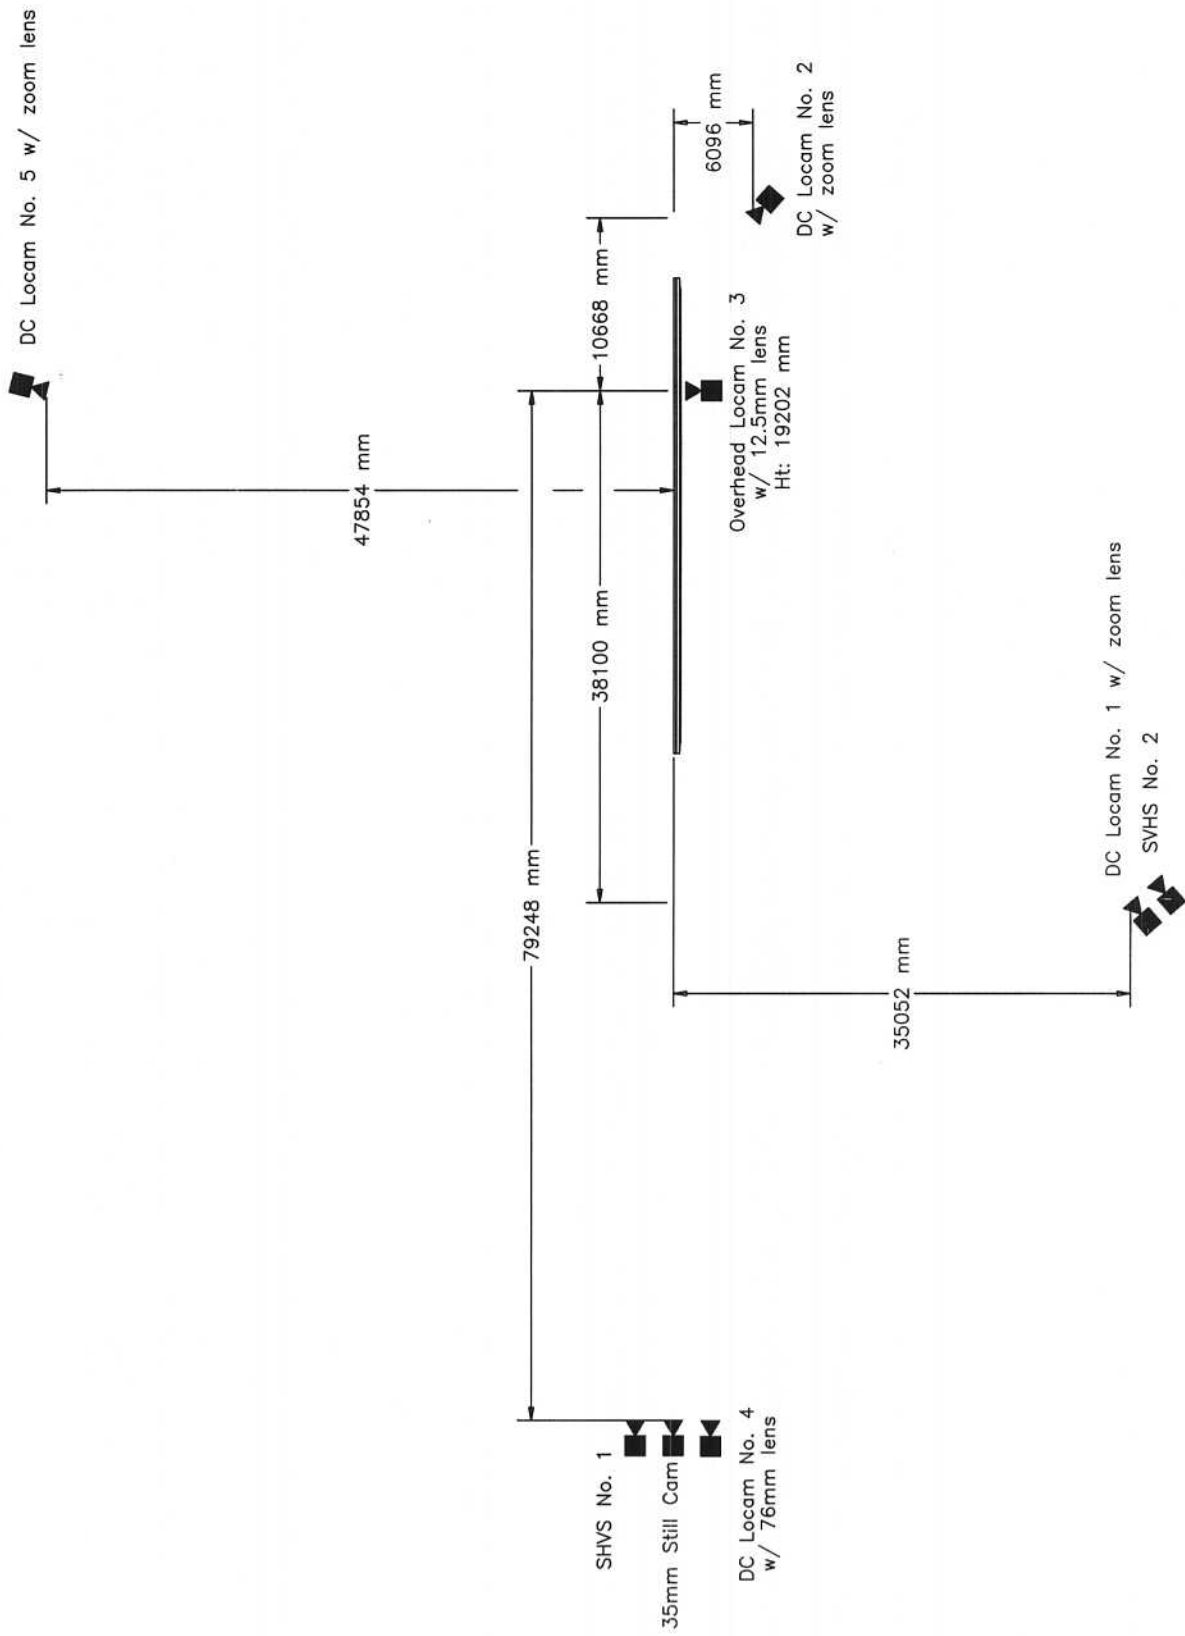 DC Locam No. 5 w/ zoom lens
6096 mm
DC Locam No. 2
w/ zoom lens
10668 mm
47854 mm
Overhead Locam No. 3
w/ 12.5mm lens
Ht: 19202 mm
38100 mm
79248 mm
DC Locam No. 1 w/ zoom lens
SVHS No. 2
35052 mm
SHVS No. 1
35mm Still Cam
DC Locam No. 4
w/ 76mm lens